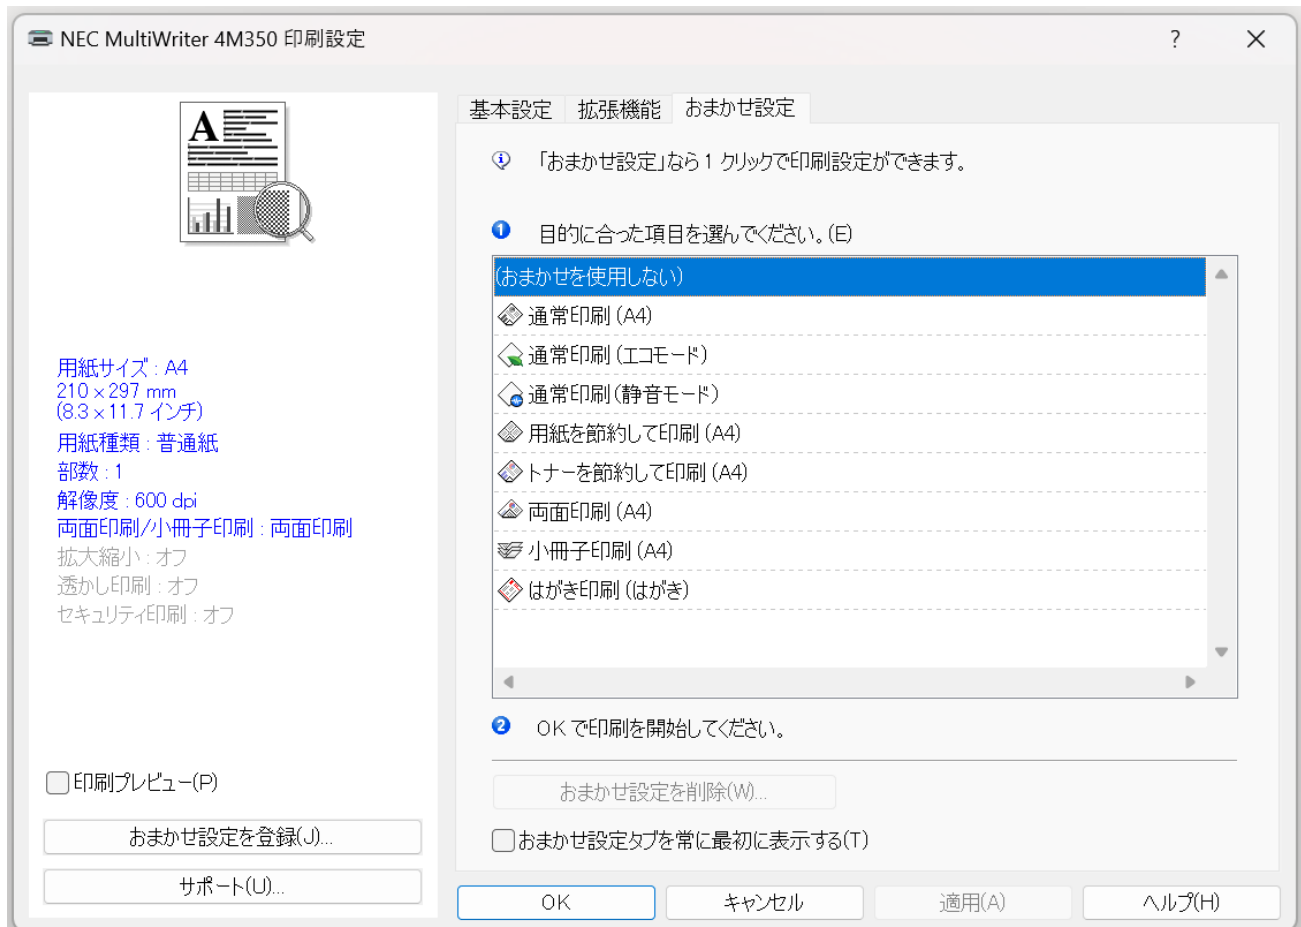 NEC MultiWriter 4M350 印刷設定
?
A
用紙サイズ : A4
210 x 297 mm
(8.3 x 11.7 インチ)
用紙種類 : 普通紙
部数 : 1
解像度 : 600 dpi
両面印刷/小冊子印刷 : 両面印刷
拡大縮小 : オフ
透かし印刷 : オフ
セキュリティ印刷 : オフ
印刷プレビュー(P)
おまかせ設定を登録(J)...
サポート(U)...
基本設定 拡張機能 おまかせ設定
「おまかせ設定」なら1 クリックで印刷設定ができます。
1 目的に合った項目を選んでください。(E)
(おまかせを使用しない)
通常印刷 (A4)
通常印刷 (エコモード)
通常印刷 (静音モード)
用紙を節約して印刷 (A4)
トナーを節約して印刷 (A4)
両面印刷 (A4)
小冊子印刷 (A4)
はがき印刷 (はがき)
2 OK で印刷を開始してください。
おまかせ設定を削除(W)...
おまかせ設定タブを常に最初に表示する(T)
OK キャンセル 適用(A) ヘルプ(H)